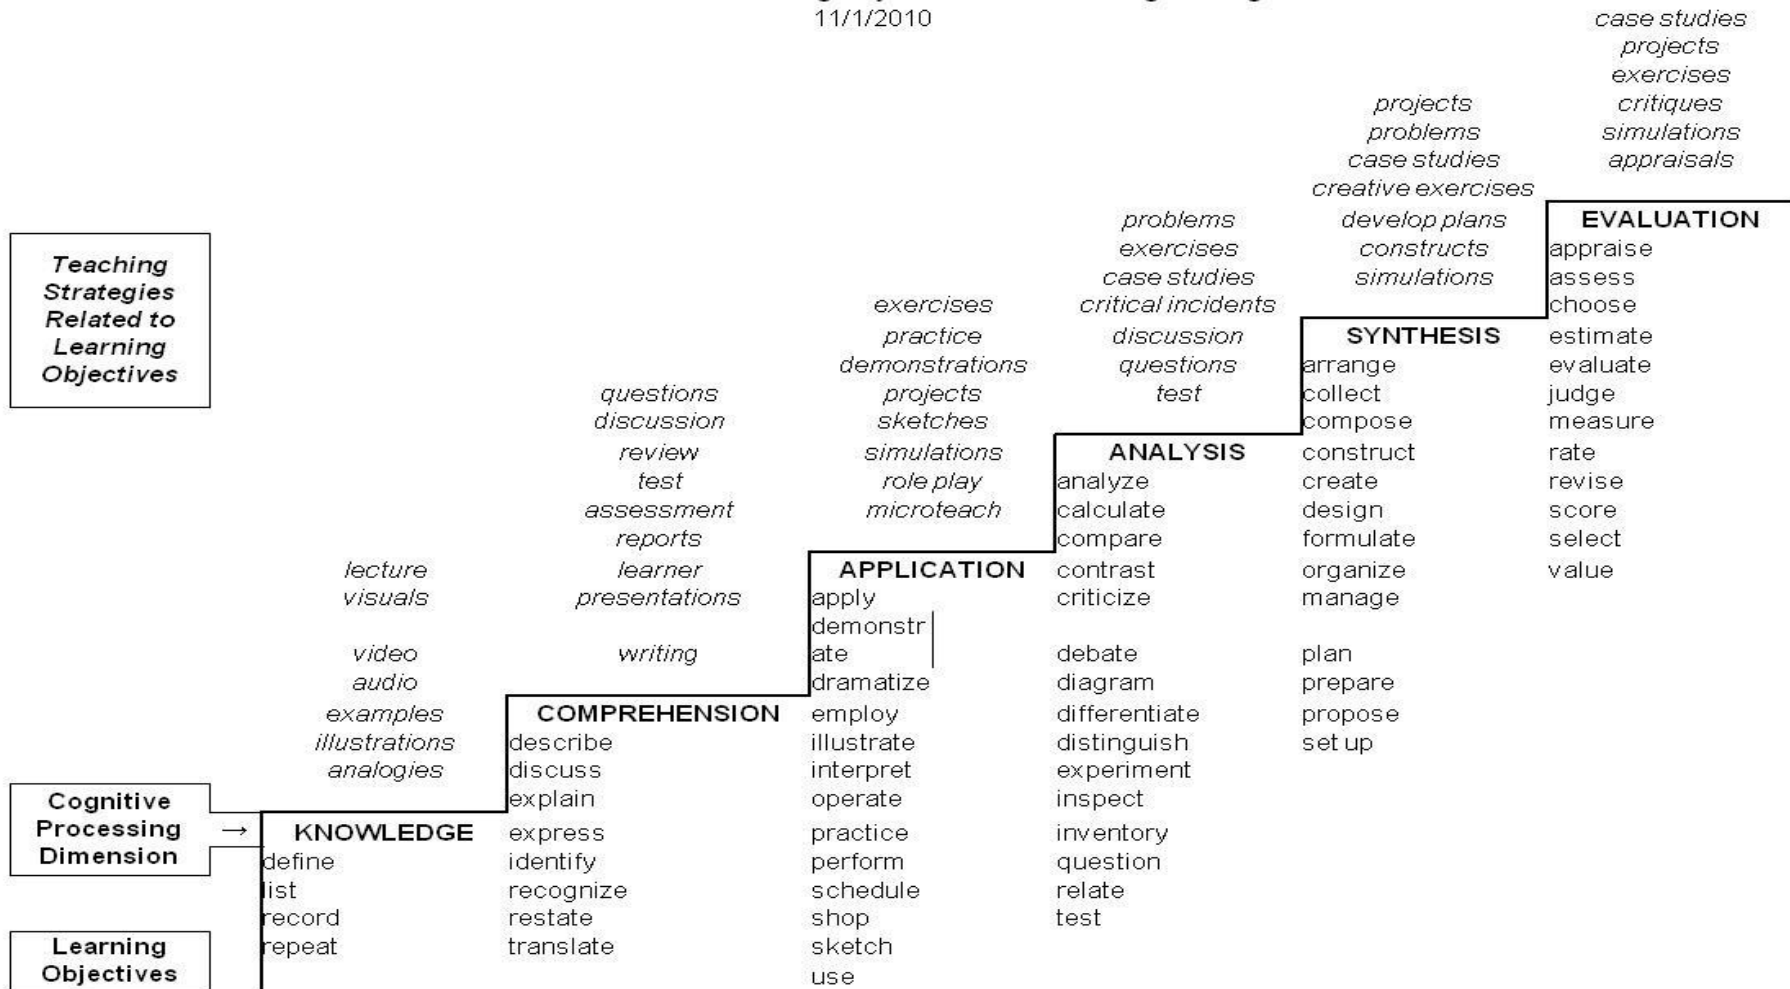 11/1/2010
case studies
projects
exercises
critiques
simulations
appraisals
projects
problems
case studies
creative exercises
develop plans
constructs
simulations
problems
exercises
case studies
critical incidents
discussion
questions
test
exercises
practice
demonstrations
projects
sketches
simulations
role play
microteach
questions
discussion
review
test
assessment
reports
learner
presentations
writing
lecture
visuals
video
audio
examples
illustrations
analogies
Teaching
Strategies
Related to
Learning
Objectives
Cognitive
Processing
Dimension
→
Learning
Objectives
KNOWLEDGE
define
list
record
repeat
COMPREHENSION
describe
discuss
explain
express
identify
recognize
restate
translate
APPLICATION
apply
demonstr
ate
dramatize
employ
illustrate
interpret
operate
practice
perform
schedule
shop
sketch
use
ANALYSIS
analyze
calculate
compare
contrast
criticize
debate
diagram
differentiate
distinguish
experiment
inspect
inventory
question
relate
test
SYNTHESIS
arrange
collect
compose
construct
create
design
formulate
organize
manage
plan
prepare
propose
set up
EVALUATION
appraise
assess
choose
estimate
evaluate
judge
measure
rate
revise
score
select
value